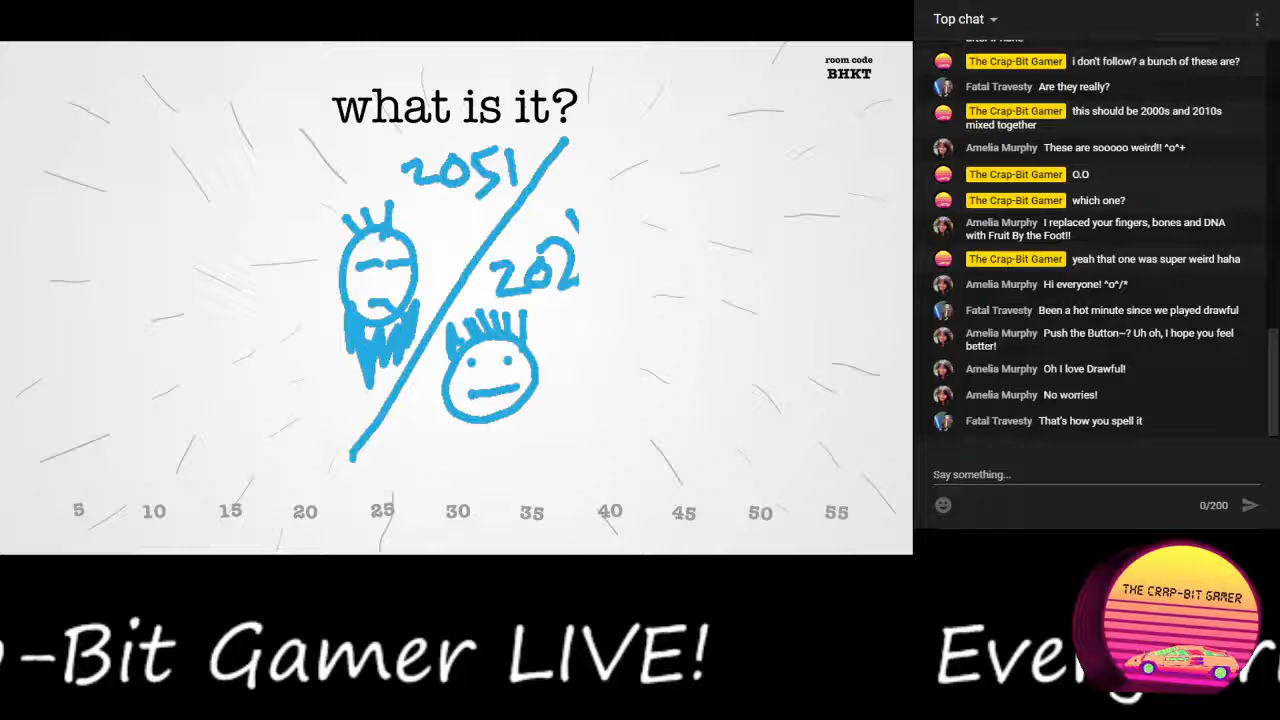 Top chat
The Crap-Bit Gamer i don't follow? a bunch of these are?
Fatal Travesty Are they really?
The Crap-Bit Gamer this should be 2000s and 2010s
mixed together
Amelia Murphy These are sooooo weird!! ^o^+
The Crap-Bit Gamer O.O
The Crap-Bit Gamer which one?
Amelia Murphy I replaced your fingers, bones and DNA
with Fruit By the Foot!!
The Crap-Bit Gamer yeah that one was super weird haha
Amelia Murphy Hi everyone! ^o^/*
Fatal Travesty Been a hot minute since we played drawful
Amelia Murphy Push the Button~? Uh oh, I hope you feel
better!
Amelia Murphy Oh I love Drawful!
Amelia Murphy No worries!
Fatal Travesty That's how you spell it
Say something...
0/200
room code
BHKT
what is it?
2051
202
5 10 15 20 25 30 35 40 45 50 55
-Bit Gamer LIVE!
THE CRAP-BIT GAMER